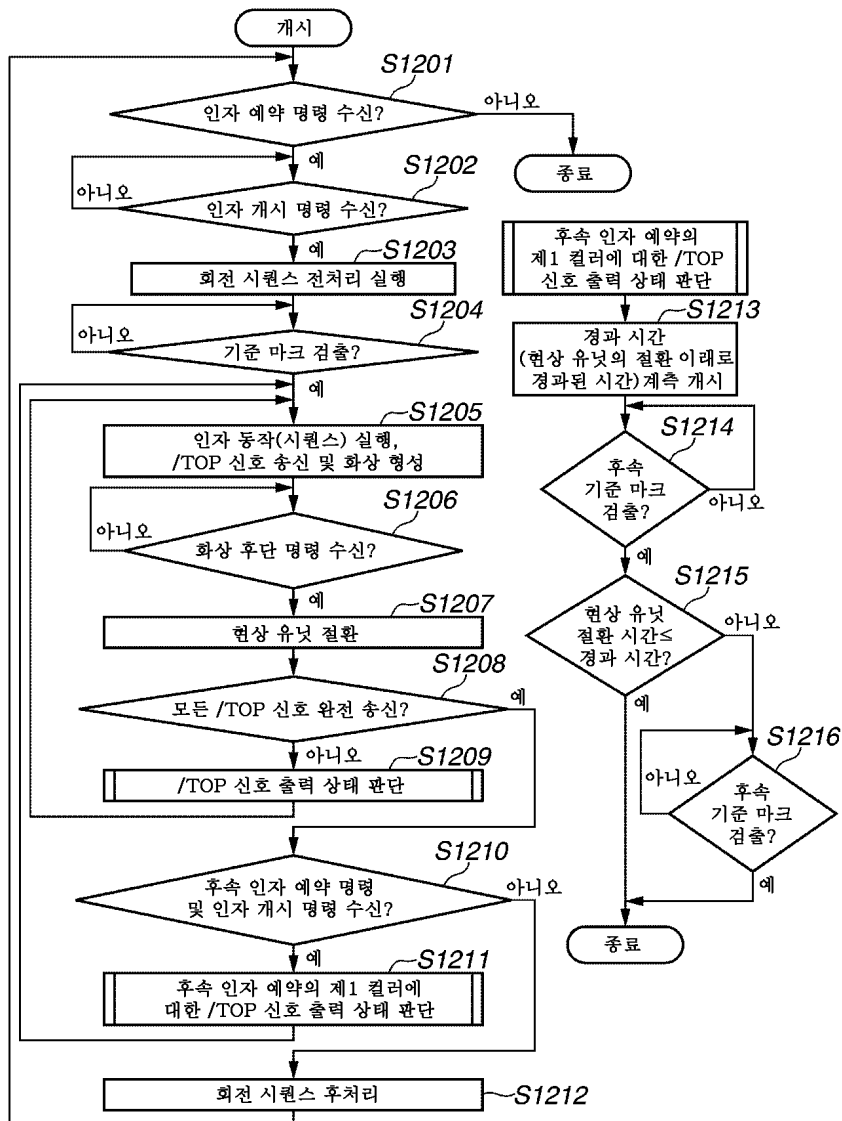 개시
S1201
인자 예약 명령 수신?
아니오
종료
예
S1202
아니오
인자 개시 명령 수신?
예
S1203
회전 시퀀스 전처리 실행
S1204
아니오
기준 마크 검출?
예
S1205
인자 동작(시퀀스) 실행,
/TOP 신호 송신 및 화상 형성
S1206
아니오
화상 후단 명령 수신?
예
S1207
현상 유닛 절환
S1208
모든 /TOP 신호 완전 송신?
예
아니오
S1209
/TOP 신호 출력 상태 판단
S1210
후속 인자 예약 명령
및 인자 개시 명령 수신?
아니오
예
S1211
후속 인자 예약의 제1 컬러에
대한 /TOP 신호 출력 상태 판단
회전 시퀀스 후처리
S1212
후속 인자 예약의
제1 컬러에 대한 /TOP
신호 출력 상태 판단
S1213
경과 시간
(현상 유닛의 절환 이래로
경과된 시간)계측 개시
S1214
후속
기준 마크
검출?
아니오
예
S1215
현상 유닛
절환 시간≤
경과 시간?
아니오
예
S1216
아니오
후속
기준 마크
검출?
예
종료